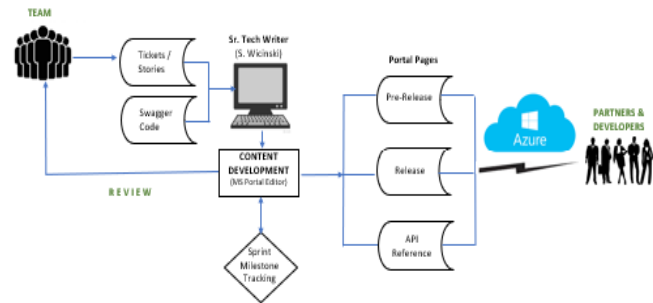 TEAM
Tickets /
Stories
Swagger
Code
Sr. Tech Writer
(S. Wicinski)
CONTENT
DEVELOPMENT
(MS Portal Editor)
REVIEW
Sprint
Milestone
Tracking
Portal Pages
Pre-Release
Release
API
Reference
Azure
PARTNERS &
DEVELOPERS